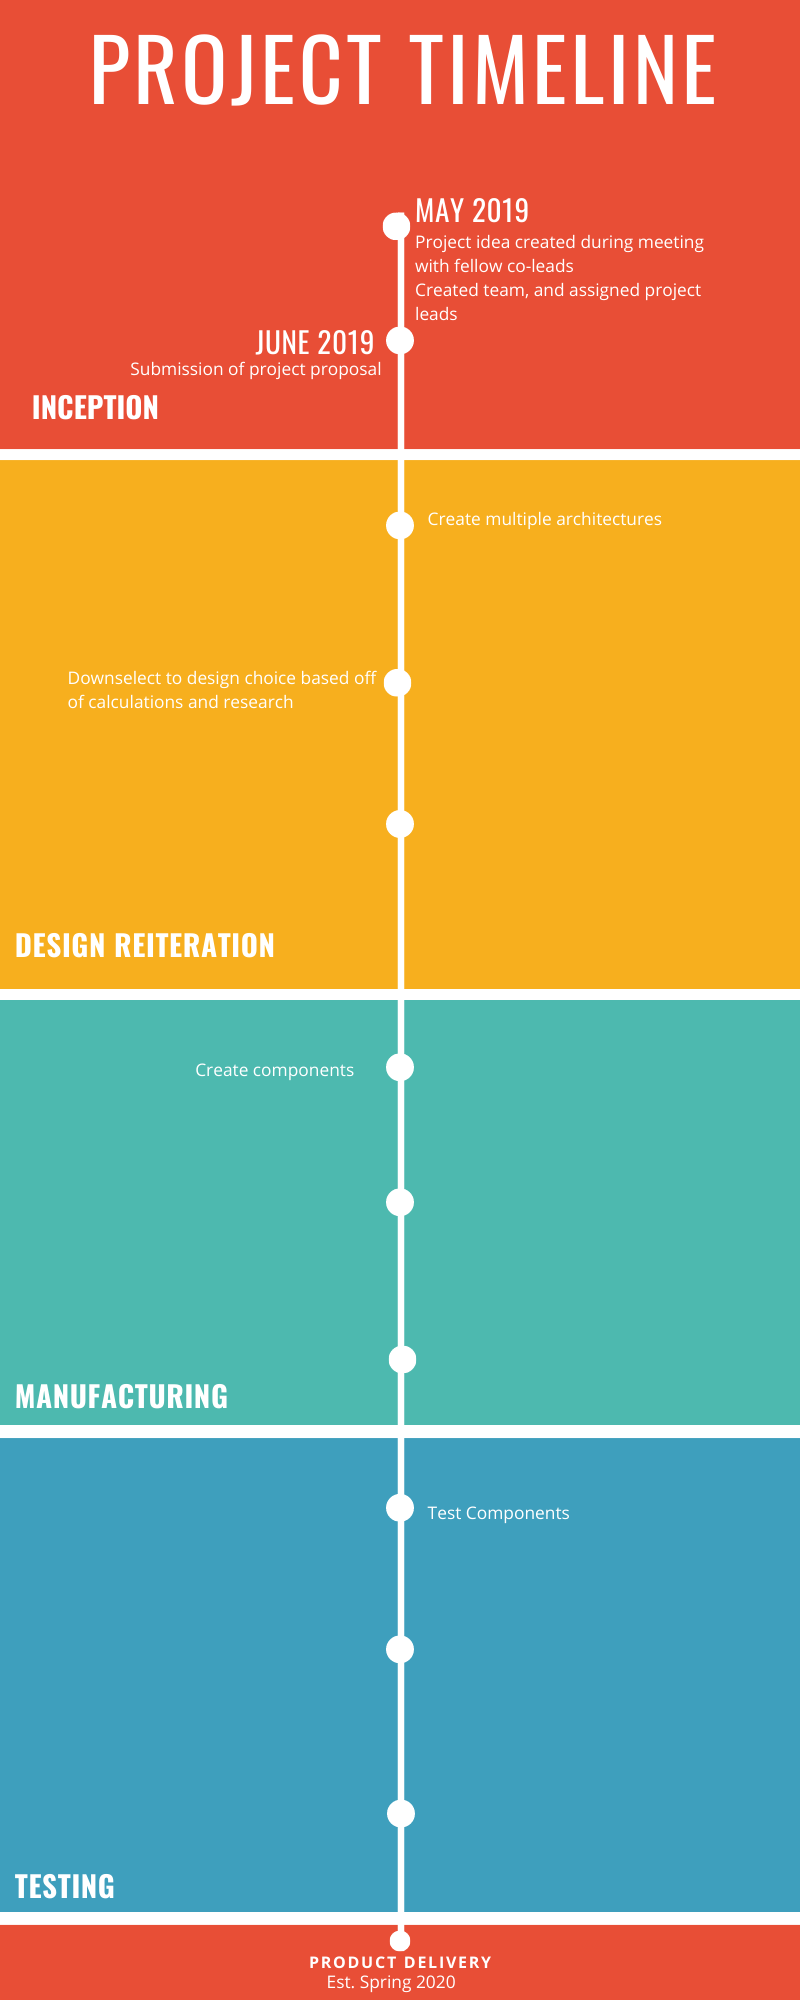 PROJECT TIMELINE
MAY 2019
Project idea created during meeting
with fellow co-leads
Created team, and assigned project
leads
JUNE 2019
Submission of project proposal
INCEPTION
Create multiple architectures
Downselect to design choice based off
of calculations and research
DESIGN REITERATION
Create components
MANUFACTURING
Test Components
TESTING
PRODUCT DELIVERY
Est. Spring 2020